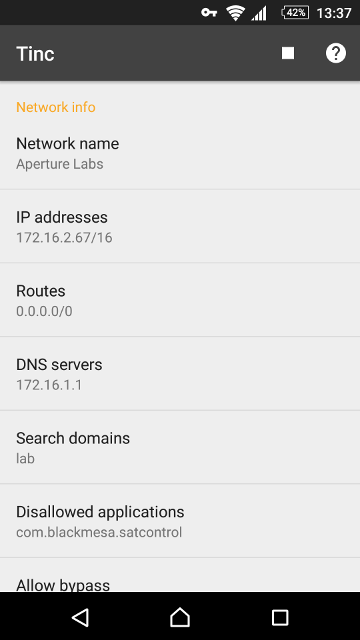 42% 13:37
Tinc
Network info
Network name
Aperture Labs
IP addresses
172.16.2.67/16
Routes
0.0.0.0/0
DNS servers
172.16.1.1
Search domains
lab
Disallowed applications
com.blackmesa.satcontrol
Allow bypass